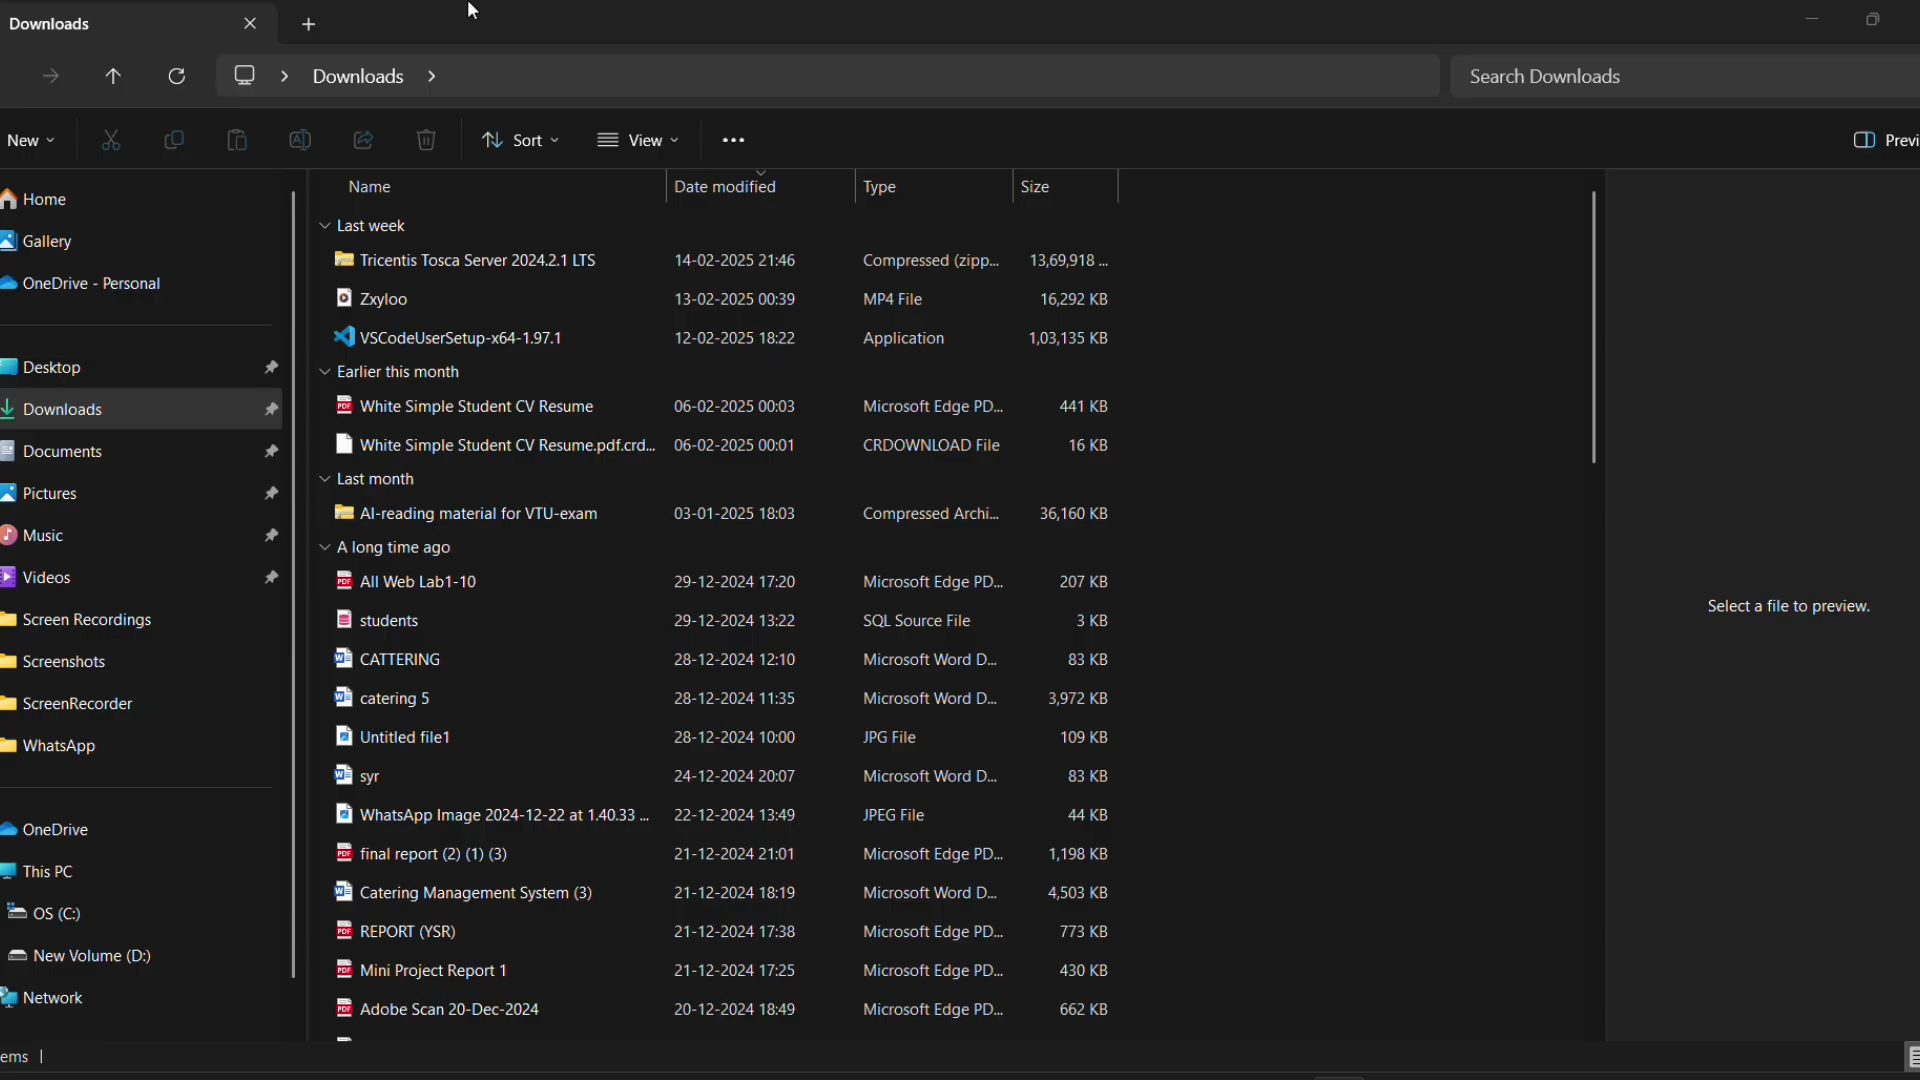 Downloads
Downloads
Search Downloads
New
Sort
View
Previ
Home
Gallery
OneDrive - Personal
Desktop
Downloads
Documents
Pictures
Music
Videos
Screen Recordings
Screenshots
ScreenRecorder
WhatsApp
OneDrive
This PC
OS (C:)
New Volume (D:)
Network
Name Date modified Type Size
Last week
Tricentis Tosca Server 2024.2.1 LTS 14-02-2025 21:46 Compressed (zipp... 13,69,918 ...
Zxyloo 13-02-2025 00:39 MP4 File 16,292 KB
VSCodeUserSetup-x64-1.97.1 12-02-2025 18:22 Application 1,03,135 KB
Earlier this month
White Simple Student CV Resume 06-02-2025 00:03 Microsoft Edge PD... 441 KB
White Simple Student CV Resume.pdf.crd... 06-02-2025 00:01 CRDOWNLOAD File 16 KB
Last month
AI-reading material for VTU-exam 03-01-2025 18:03 Compressed Archi... 36,160 KB
A long time ago
All Web Lab1-10 29-12-2024 17:20 Microsoft Edge PD... 207 KB
students 29-12-2024 13:22 SQL Source File 3 KB
CATTERING 28-12-2024 12:10 Microsoft Word D... 83 KB
catering 5 28-12-2024 11:35 Microsoft Word D... 3,972 KB
Untitled file1 28-12-2024 10:00 JPG File 109 KB
syr 24-12-2024 20:07 Microsoft Word D... 83 KB
WhatsApp Image 2024-12-22 at 1.40.33 ... 22-12-2024 13:49 JPEG File 44 KB
final report (2) (1) (3) 21-12-2024 21:01 Microsoft Edge PD... 1,198 KB
Catering Management System (3) 21-12-2024 18:19 Microsoft Word D... 4,503 KB
REPORT (YSR) 21-12-2024 17:38 Microsoft Edge PD... 773 KB
Mini Project Report 1 21-12-2024 17:25 Microsoft Edge PD... 430 KB
Adobe Scan 20-Dec-2024 20-12-2024 18:49 Microsoft Edge PD... 662 KB
Select a file to preview.
ems